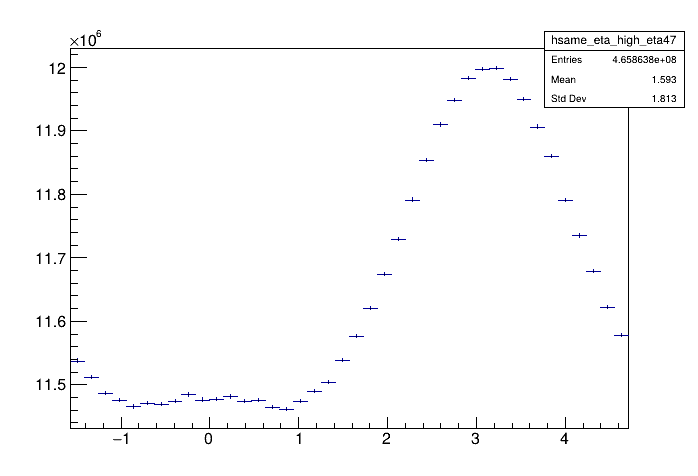 ×10⁶
hsame_eta_high_eta47
Entries 4.658638e+08
Mean 1.593
Std Dev 1.813
12
11.9
11.8
11.7
11.6
11.5
−1 0 1 2 3 4